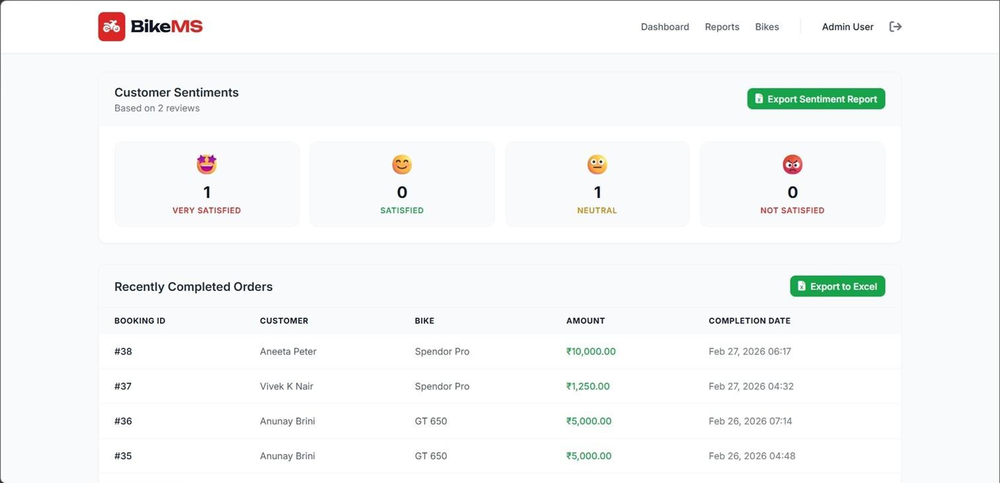 BikeMS
Dashboard Reports Bikes Admin User
Customer Sentiments
Based on 2 reviews
Export Sentiment Report
1 0 1 0
VERY SATISFIED SATISFIED NEUTRAL NOT SATISFIED
Recently Completed Orders
Export to Excel
BOOKING ID CUSTOMER BIKE AMOUNT COMPLETION DATE
#38 Aneeta Peter Spendor Pro ₹10,000.00 Feb 27, 2026 06:17
#37 Vivek K Nair Spendor Pro ₹1,250.00 Feb 27, 2026 04:32
#36 Anunay Brini GT 650 ₹5,000.00 Feb 26, 2026 07:14
#35 Anunay Brini GT 650 ₹5,000.00 Feb 26, 2026 04:48